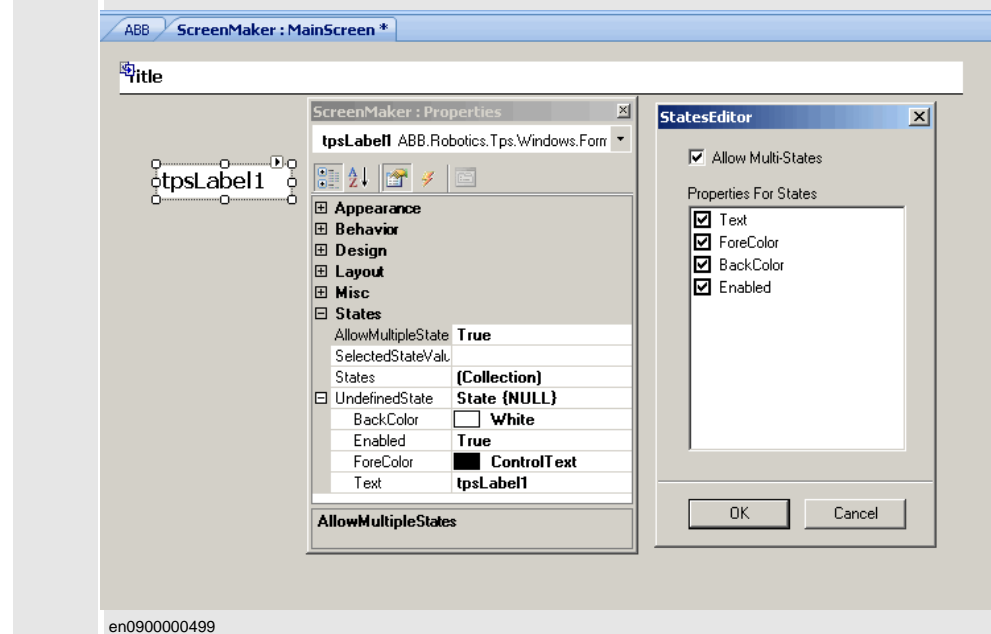 ABB ScreenMaker : MainScreen *
Title
tpsLabel1
ScreenMaker : Properties
tpsLabel1 ABB.Robotics.Tps.Windows.Form
Appearance
Behavior
Design
Layout
Misc
States
AllowMultipleState True
SelectedStateValu
States (Collection)
UndefinedState State {NULL}
BackColor White
Enabled True
ForeColor ControlText
Text tpsLabel1
AllowMultipleStates
StatesEditor
Allow Multi-States
Properties For States
Text
ForeColor
BackColor
Enabled
OK Cancel
en0900000499